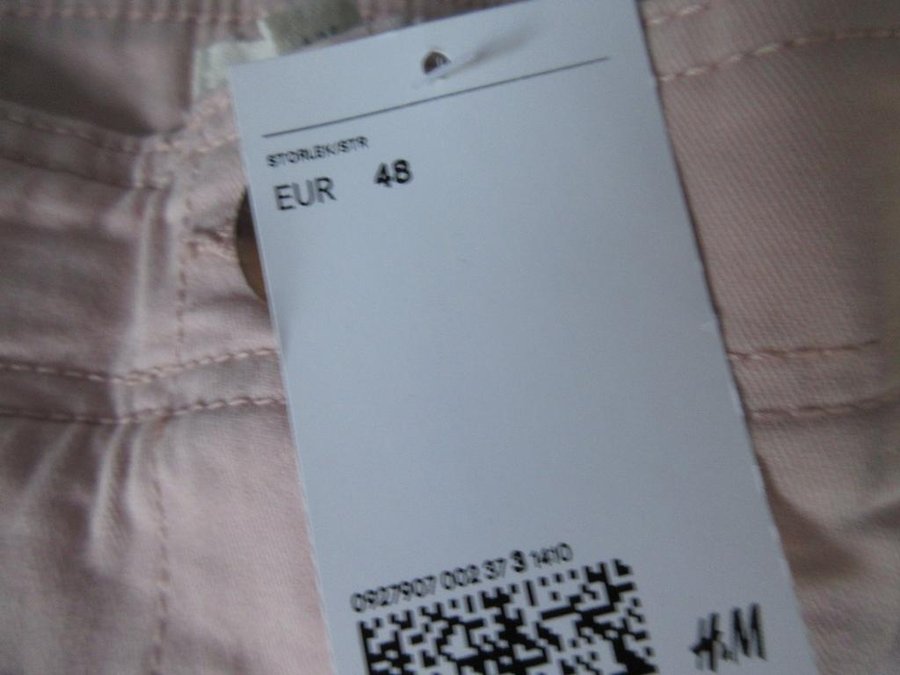 STORLEK/STR
EUR 48
0927907 002 37 3 1410
H&M